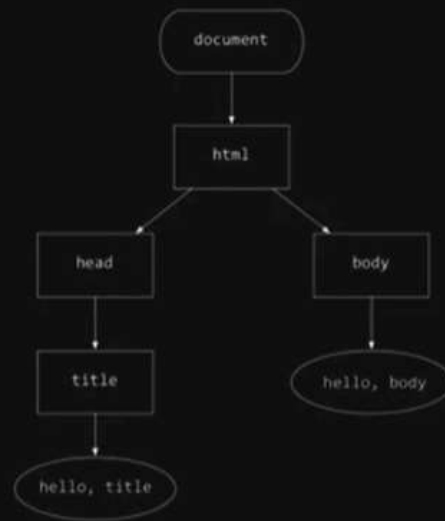 document
html
head
body
title
hello, body
hello, title